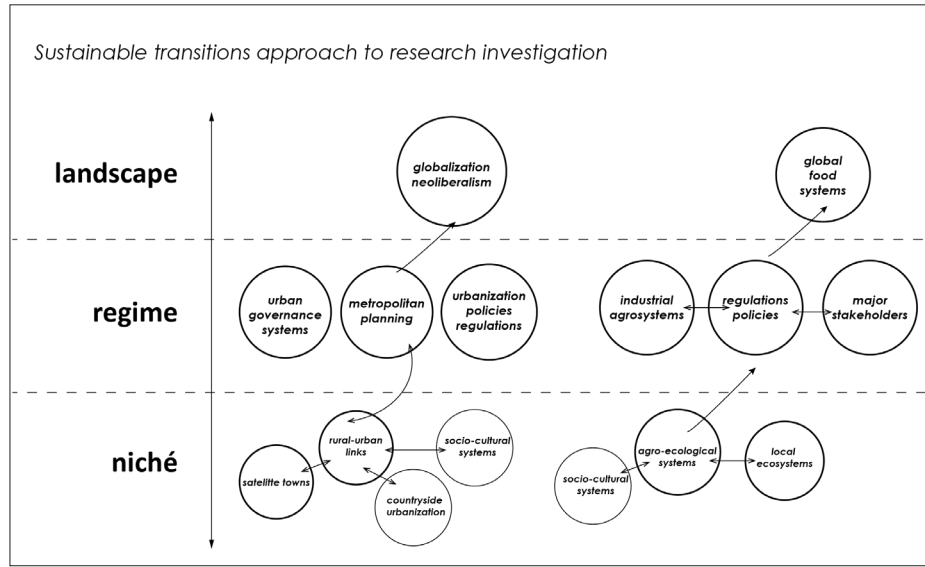 Sustainable transitions approach to research investigation
landscape
globalization
neoliberalism
global
food
systems
regime
urban
governance
systems
metropolitan
planning
urbanization
policies
regulations
industrial
agrosystems
regulations
policies
major
stakeholders
niché
satelitte towns
rural-urban
links
socio-cultural
systems
countryside
urbanization
socio-cultural
systems
agro-ecological
systems
local
ecosystems